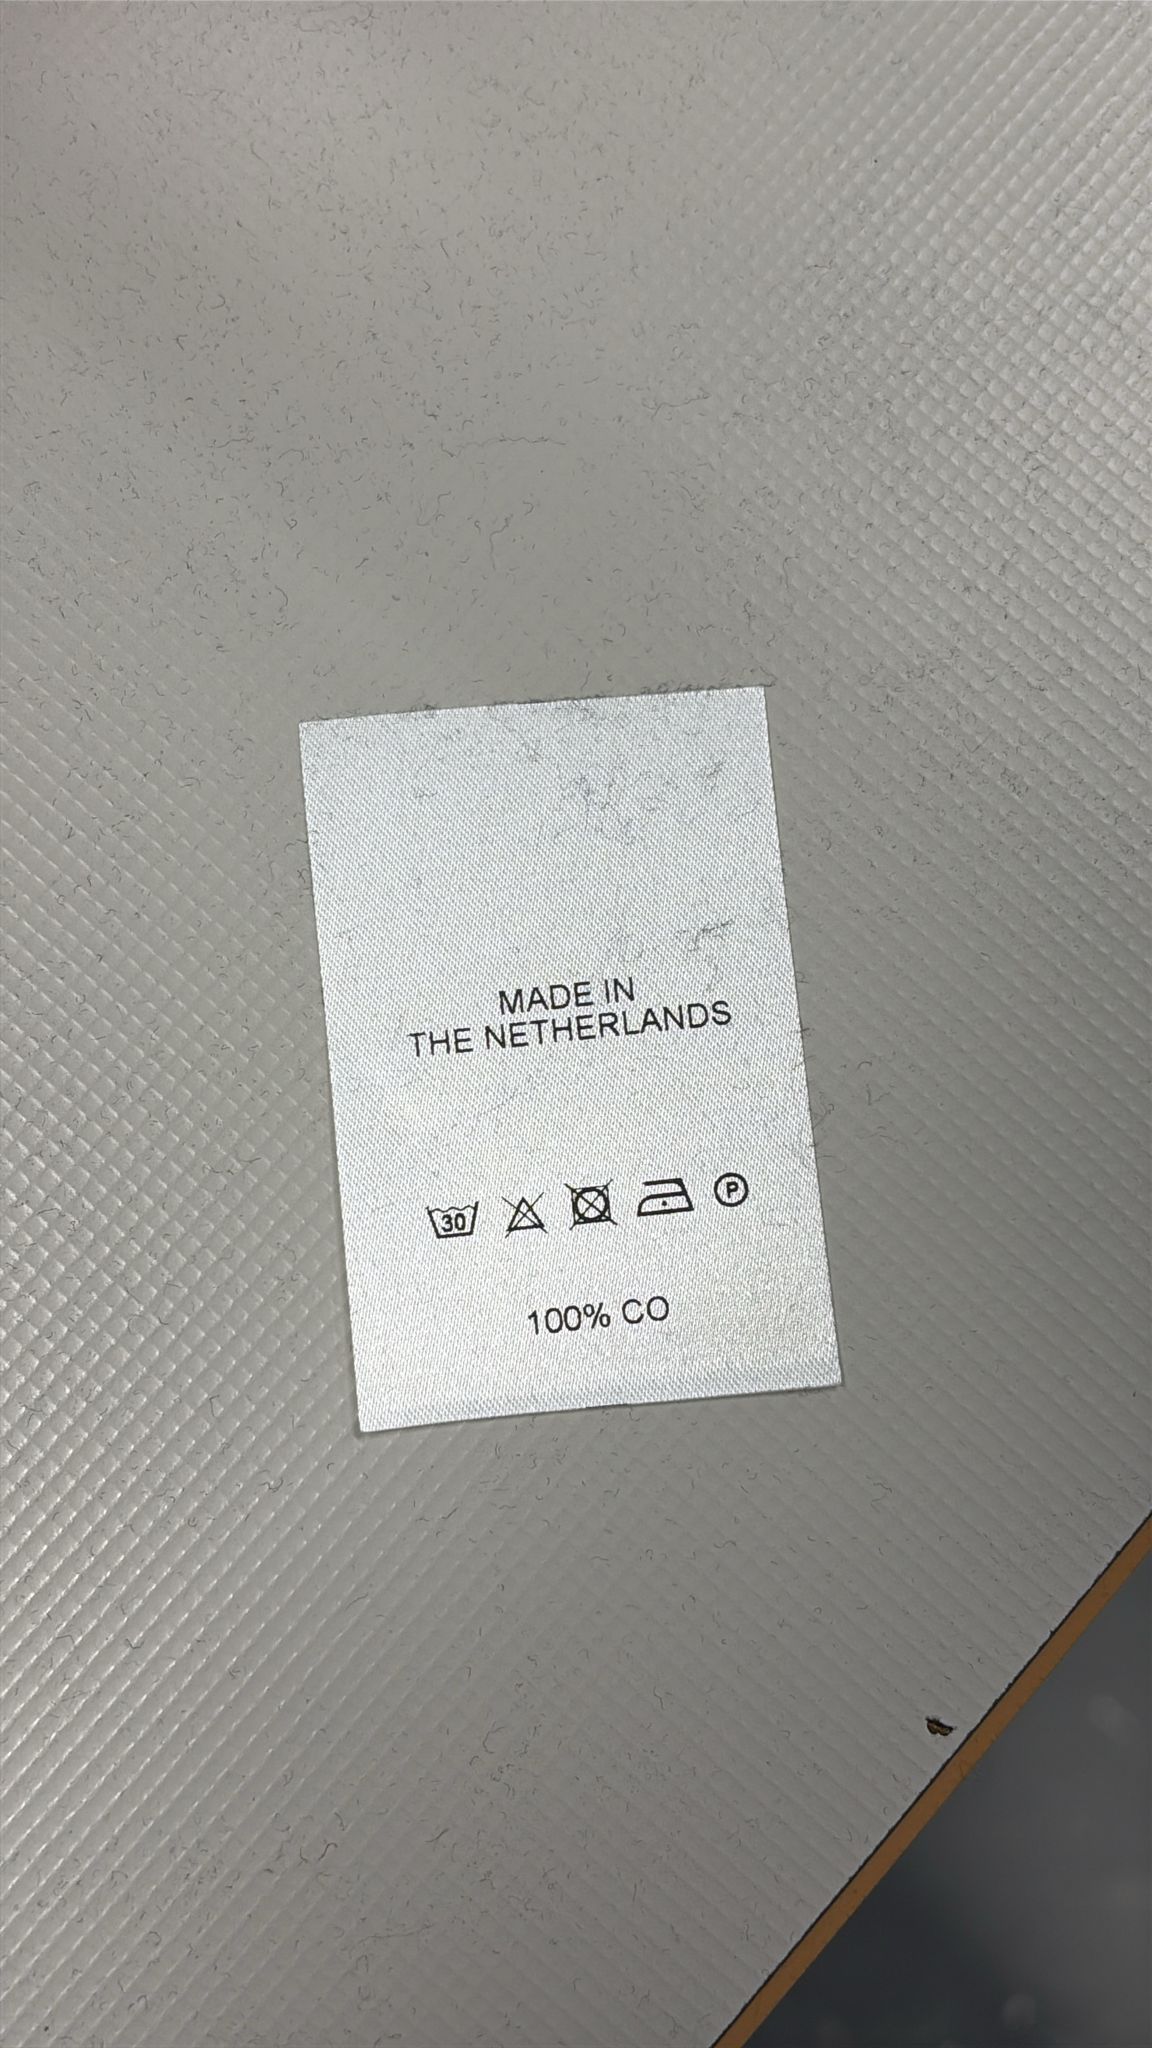 MADE IN
THE NETHERLANDS
30 P
100% CO